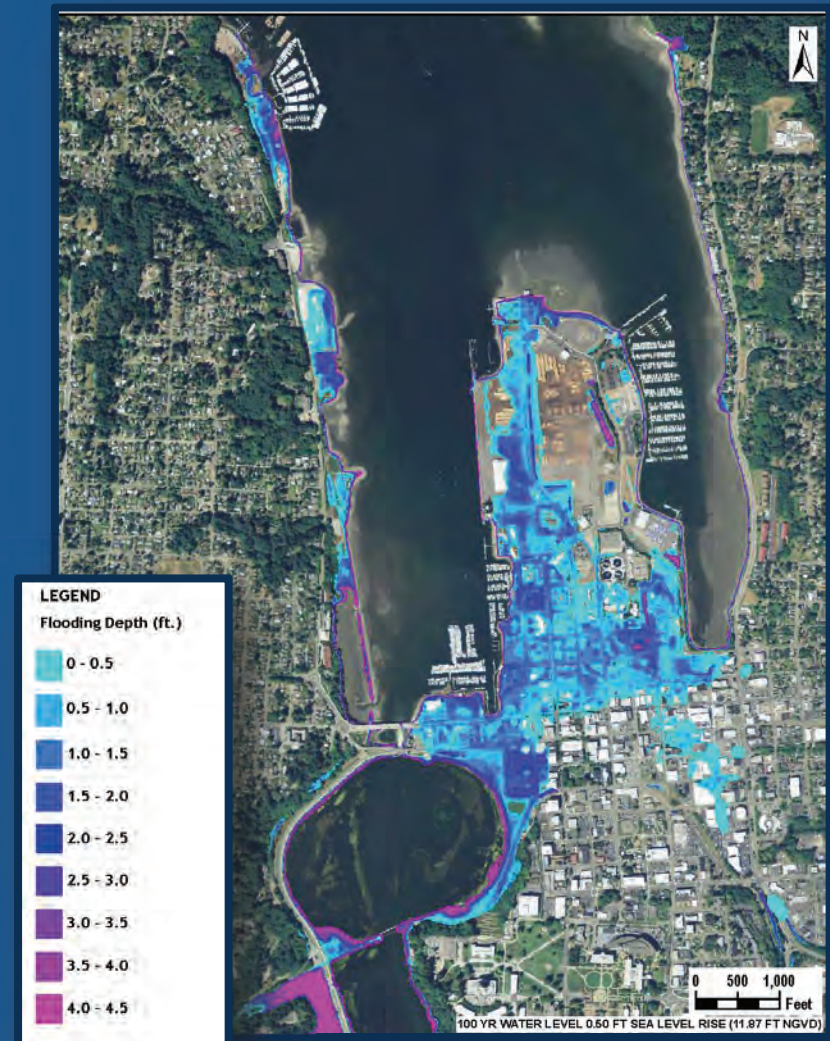 N
LEGEND
Flooding Depth (ft.)
0 - 0.5
0.5 - 1.0
1.0 - 1.5
1.5 - 2.0
2.0 - 2.5
2.5 - 3.0
3.0 - 3.5
3.5 - 4.0
4.0 - 4.5
0 500 1,000
Feet
100 YR WATER LEVEL 0.50 FT SEA LEVEL RISE (11.87 FT NGVD)